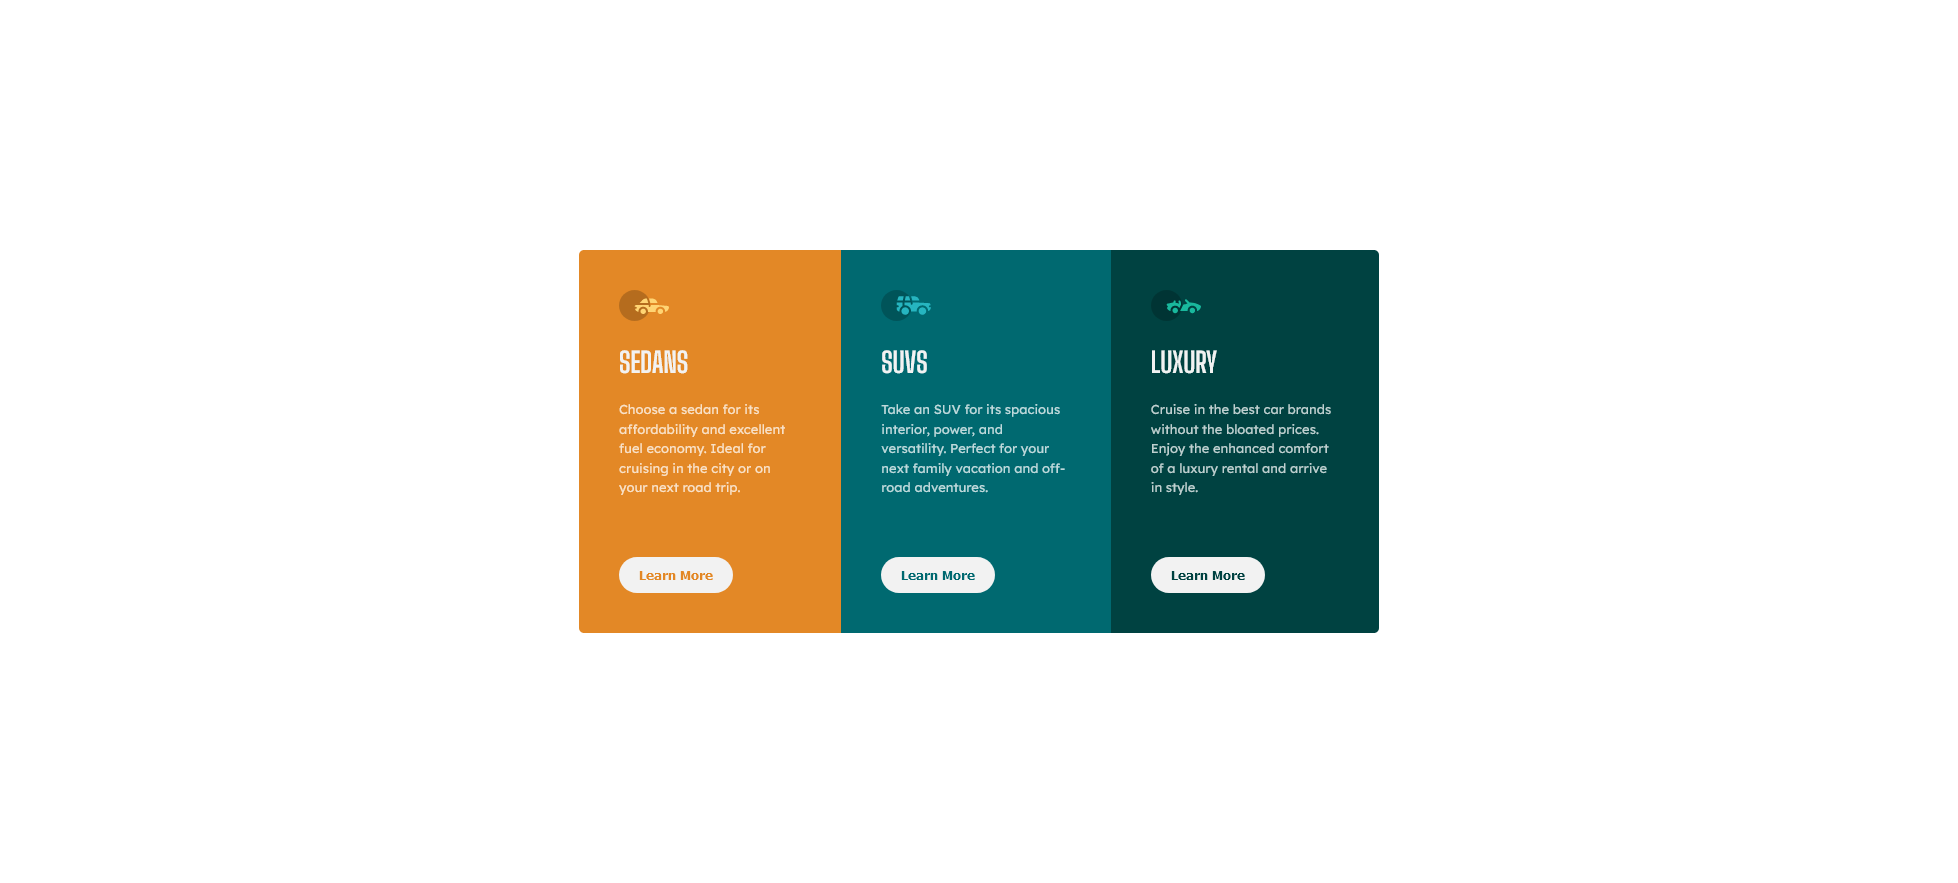 SEDANS
Choose a sedan for its
affordability and excellent
fuel economy. Ideal for
cruising in the city or on
your next road trip.
Learn More
SUVS
Take an SUV for its spacious
interior, power, and
versatility. Perfect for your
next family vacation and off-
road adventures.
Learn More
LUXURY
Cruise in the best car brands
without the bloated prices.
Enjoy the enhanced comfort
of a luxury rental and arrive
in style.
Learn More